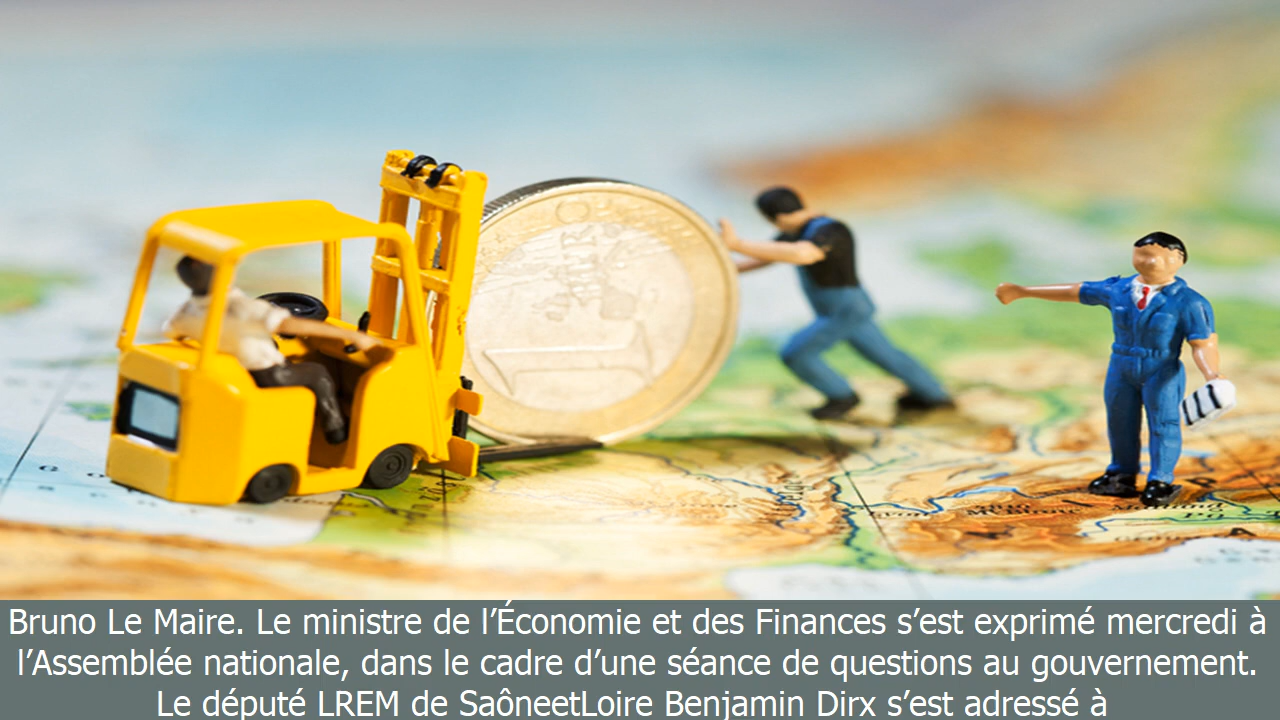 Bruno Le Maire. Le ministre de l’Économie et des Finances s’est exprimé mercredi à
l’Assemblée nationale, dans le cadre d’une séance de questions au gouvernement.
Le député LREM de SaôneetLoire Benjamin Dirx s’est adressé à